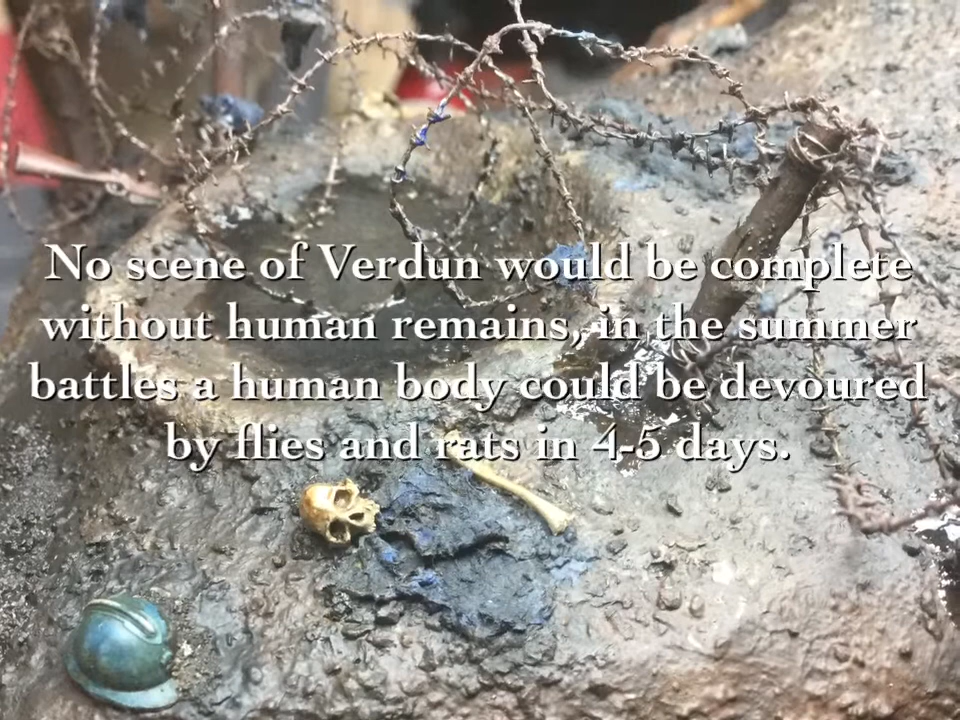 No scene of Verdun would be complete
without human remains, in the summer
battles a human body could be devoured
by flies and rats in 4-5 days.